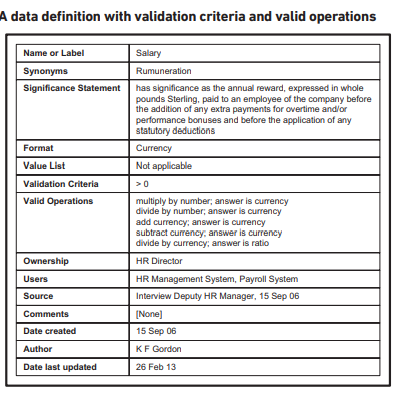 A data definition with validation criteria and valid operations
Name or Label Salary
Synonyms Rumuneration
Significance Statement has significance as the annual reward, expressed in whole
pounds Sterling, paid to an employee of the company before
the addition of any extra payments for overtime and/or
performance bonuses and before the application of any
statutory deductions
Format Currency
Value List Not applicable
Validation Criteria > 0
Valid Operations multiply by number; answer is currency
divide by number; answer is currency
add currency; answer is currency
subtract currency; answer is currency
divide by currency; answer is ratio
Ownership HR Director
Users HR Management System, Payroll System
Source Interview Deputy HR Manager, 15 Sep 06
Comments [None]
Date created 15 Sep 06
Author K F Gordon
Date last updated 26 Feb 13